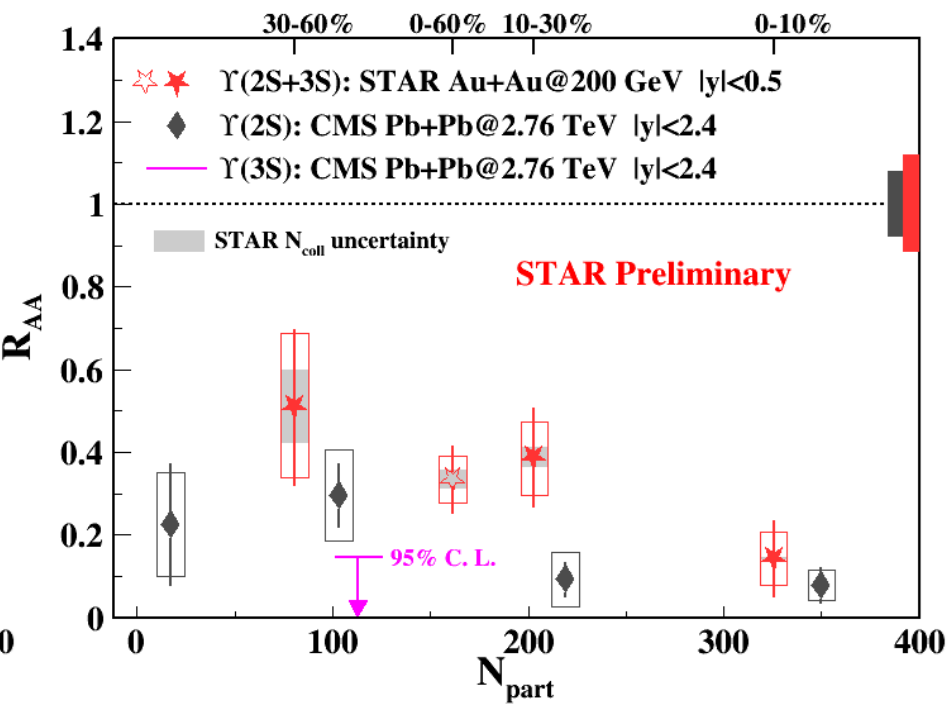 30-60% 0-60% 10-30% 0-10%
1.4
ϒ(2S+3S): STAR Au+Au@200 GeV |y|<0.5
1.2
ϒ(2S): CMS Pb+Pb@2.76 TeV |y|<2.4
ϒ(3S): CMS Pb+Pb@2.76 TeV |y|<2.4
1
STAR Ncoll uncertainty
STAR Preliminary
0.8
RAA
0.6
0.4
0.2
95% C. L.
0
0 0 100 200 300 400
Npart